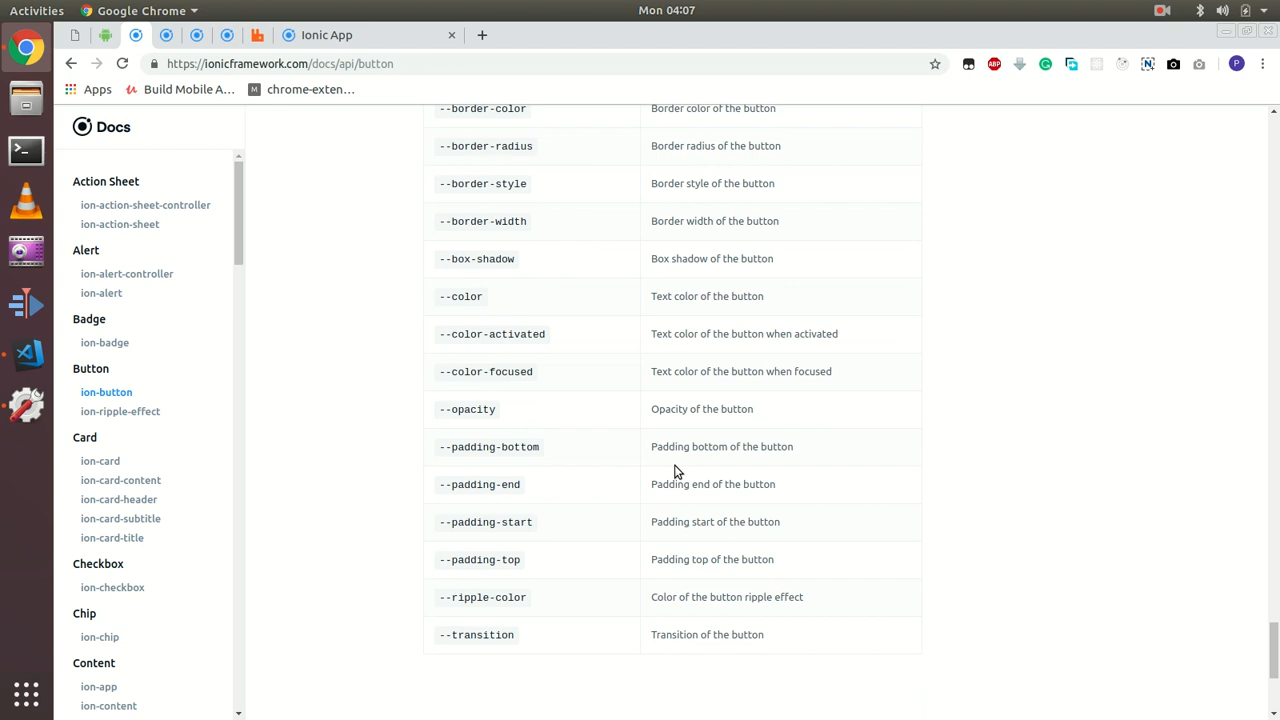 Activities
Google Chrome
Mon 04:07
Ionic App
https://ionicframework.com/docs/api/button
Apps
Build Mobile A...
chrome-exten...
Docs
Action Sheet
ion-action-sheet-controller
ion-action-sheet
Alert
ion-alert-controller
ion-alert
Badge
ion-badge
Button
ion-button
ion-ripple-effect
Card
ion-card
ion-card-content
ion-card-header
ion-card-subtitle
ion-card-title
Checkbox
ion-checkbox
Chip
ion-chip
Content
ion-app
ion-content
--border-color Border color of the button
--border-radius Border radius of the button
--border-style Border style of the button
--border-width Border width of the button
--box-shadow Box shadow of the button
--color Text color of the button
--color-activated Text color of the button when activated
--color-focused Text color of the button when focused
--opacity Opacity of the button
--padding-bottom Padding bottom of the button
--padding-end Padding end of the button
--padding-start Padding start of the button
--padding-top Padding top of the button
--ripple-color Color of the button ripple effect
--transition Transition of the button